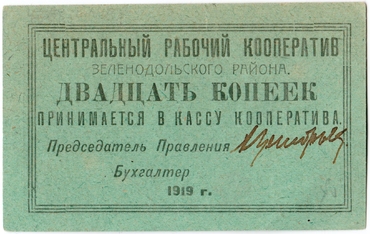 ЦЕНТРАЛЬНЫЙ РАБОЧИЙ КООПЕРАТИВ
ЗЕЛЕНОДОЛЬСКОГО РАЙОНА.
ДВАДЦАТЬ КОПЕЕК
ПРИНИМАЕТСЯ В КАССУ КООПЕРАТИВА.
Председатель Правления
Бухгалтер
1919 г.